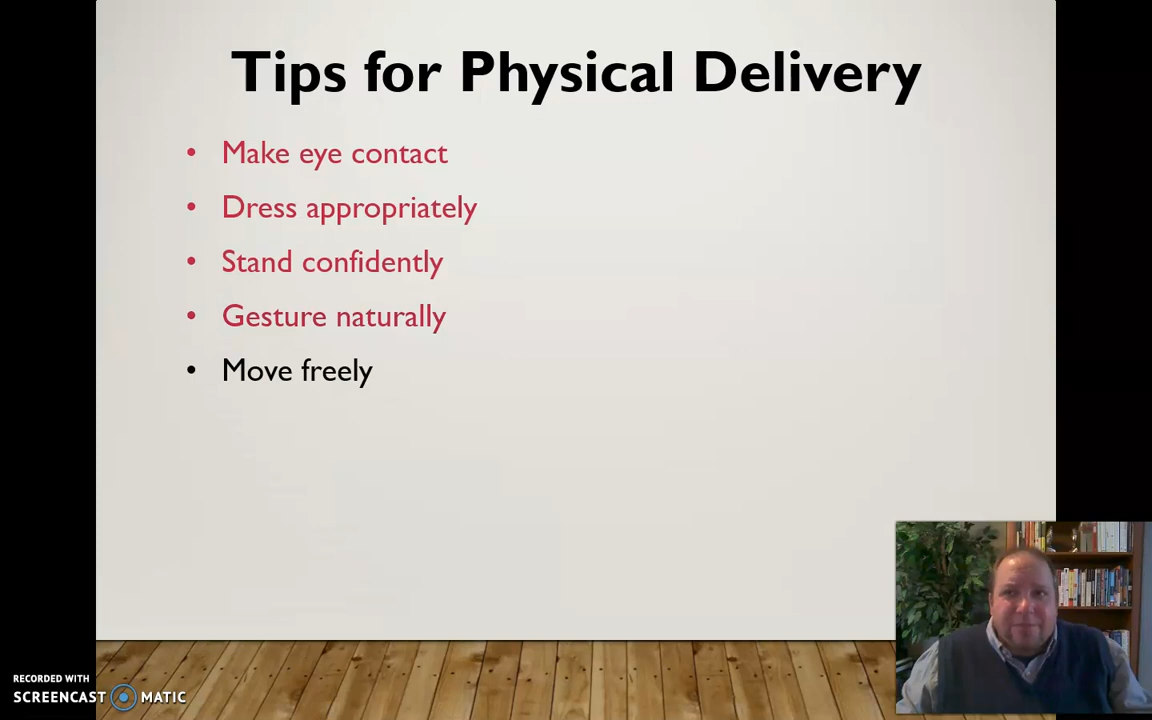 Tips for Physical Delivery
• Make eye contact
• Dress appropriately
• Stand confidently
• Gesture naturally
• Move freely
RECORDED WITH
SCREENCAST MATIC